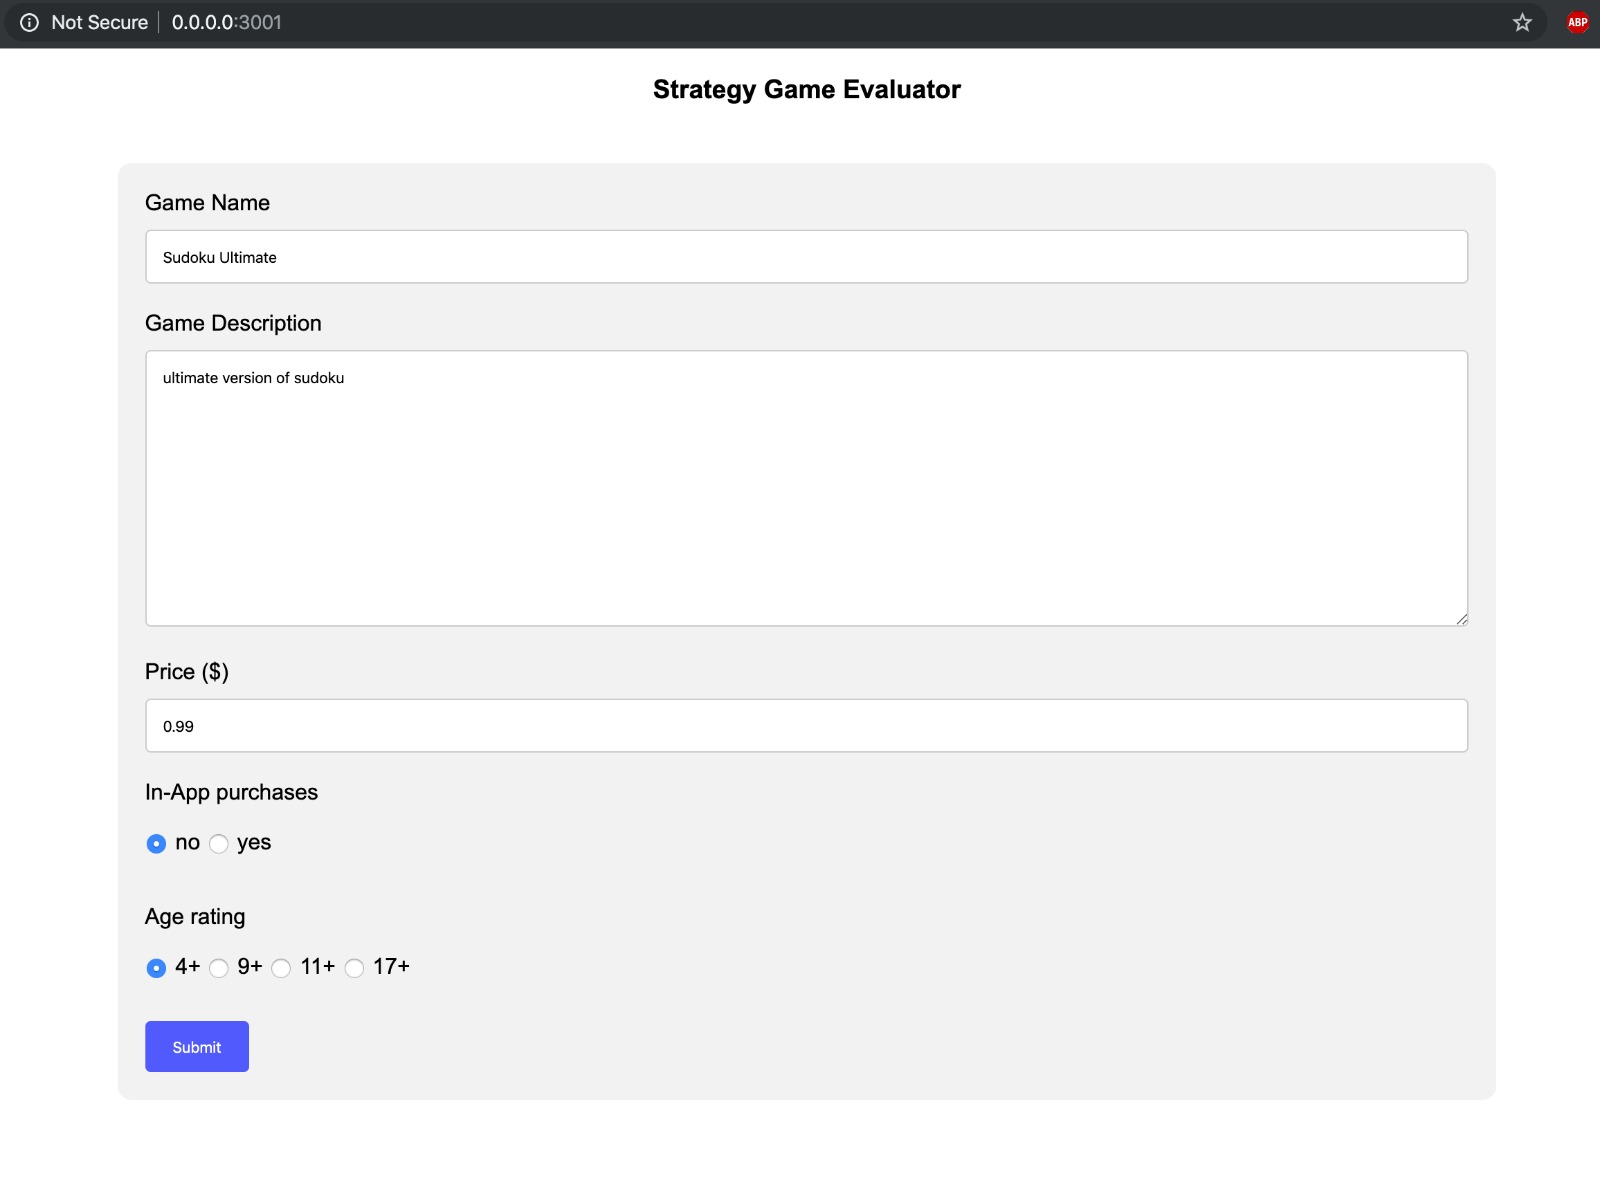 Not Secure | 0.0.0.0:3001
ABP
Strategy Game Evaluator
Game Name
Sudoku Ultimate
Game Description
ultimate version of sudoku
Price ($)
0.99
In-App purchases
no yes
Age rating
4+ 9+ 11+ 17+
Submit